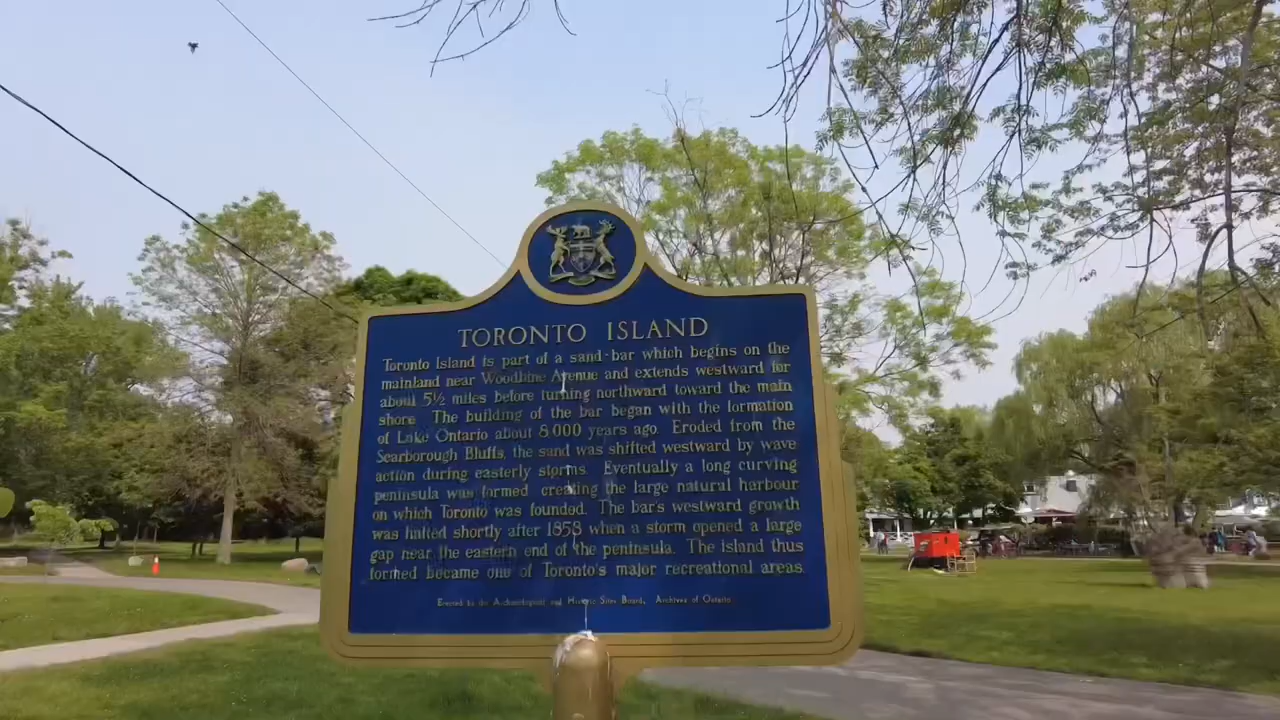 TORONTO ISLAND
Toronto Island is part of a sand-bar which begins on the
mainland near Woodbine Avenue and extends westward for
about 5½ miles before turning northward toward the main
shore. The building of the bar began with the formation
of Lake Ontario about 8,000 years ago. Eroded from the
Scarborough Bluffs, the sand was shifted westward by wave
action during easterly storms. Eventually a long curving
peninsula was formed creating the large natural harbour
on which Toronto was founded. The bar's westward growth
was halted shortly after 1858 when a storm opened a large
gap near the eastern end of the peninsula. The island thus
formed became one of Toronto's major recreational areas.
Erected by the Archaeological and Historic Sites Board, Archives of Ontario